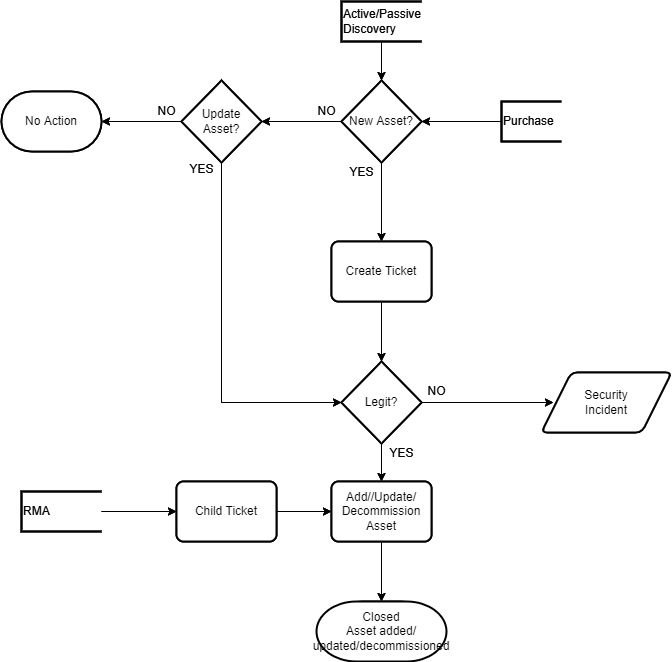 Active/Passive
Discovery
NO
Update
Asset?
NO
New Asset?
Purchase
No Action
YES
YES
Create Ticket
Legit?
NO
Security
Incident
YES
RMA
Child Ticket
Add//Update/
Decommission
Asset
Closed
Asset added/
updated/decommissioned